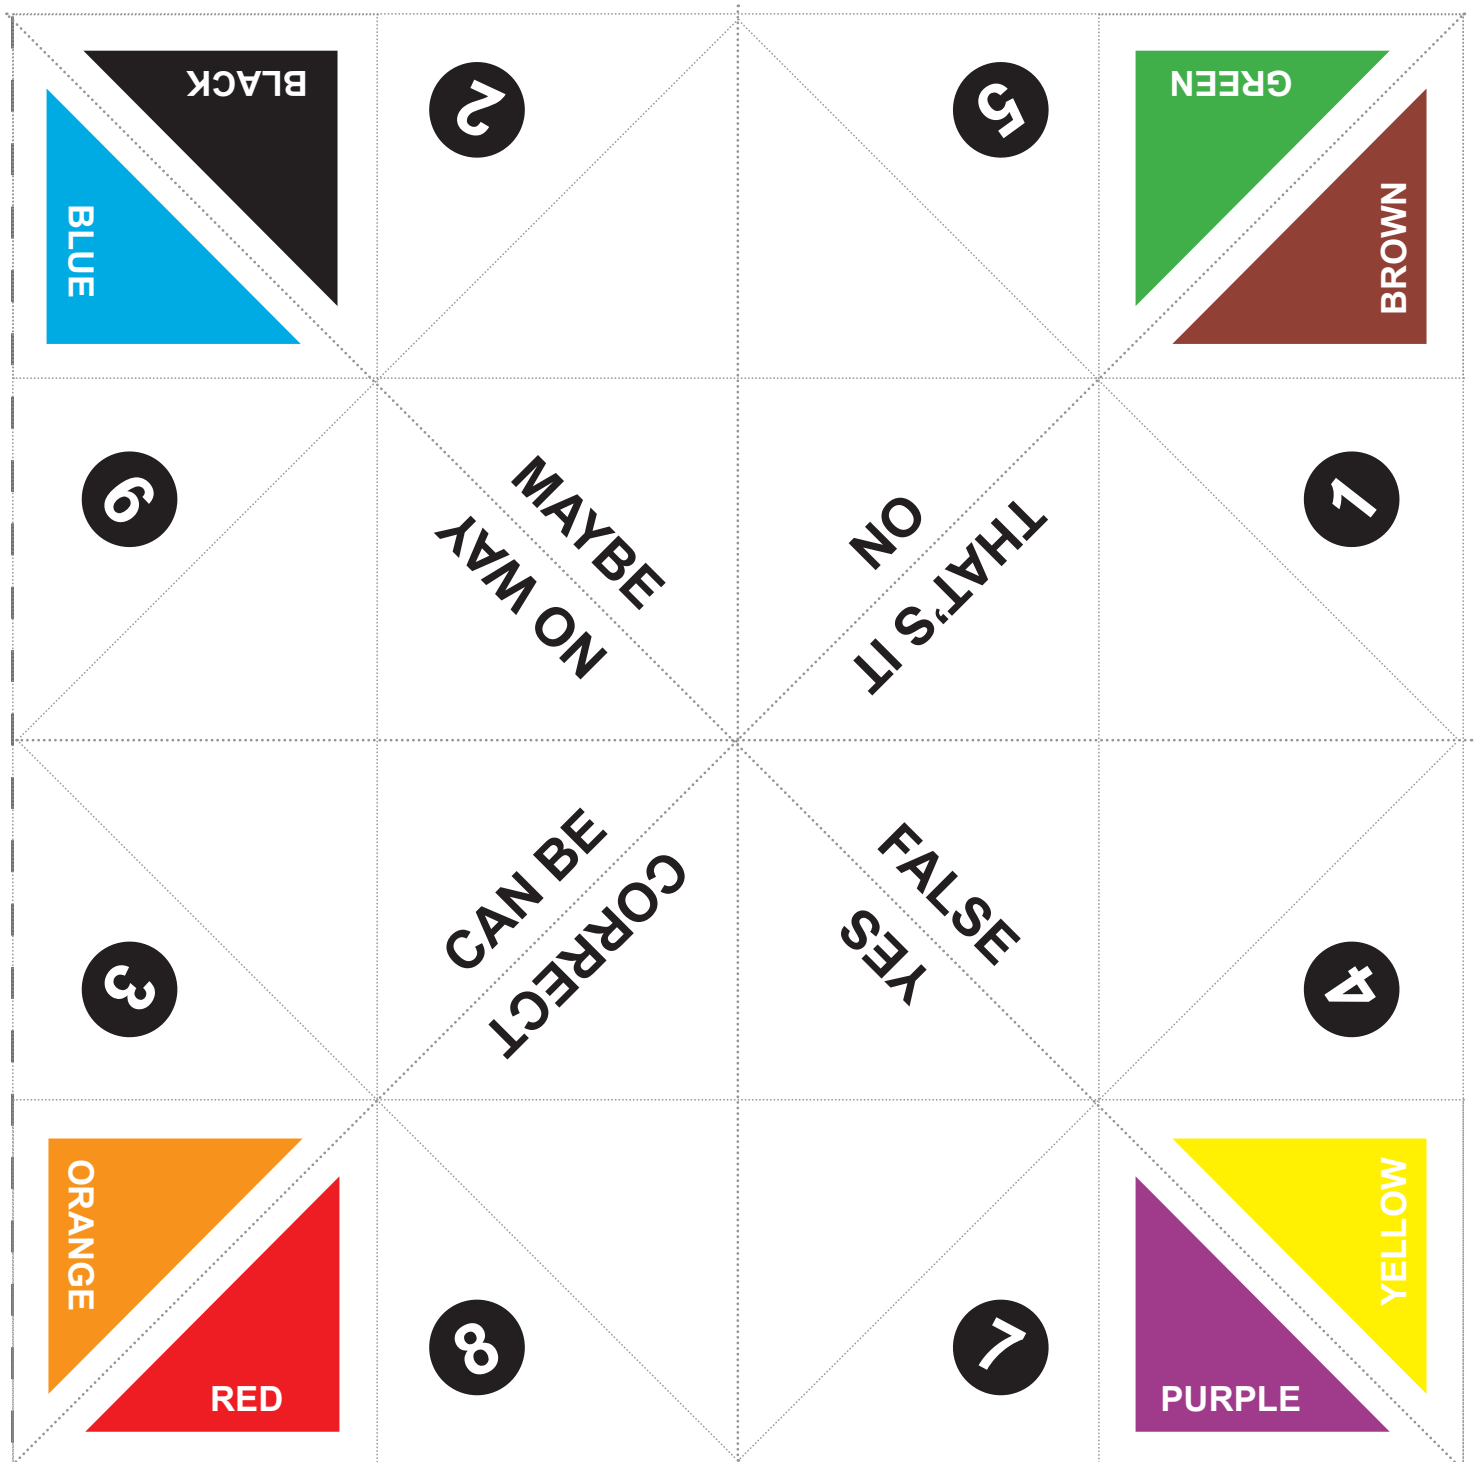 BLACK
2
5
GREEN
BLUE
BROWN
6
MAYBE
NO WAY
NO
THAT'S IT
1
3
CAN BE
CORRECT
FALSE
YES
4
ORANGE
RED
8
7
PURPLE
YELLOW